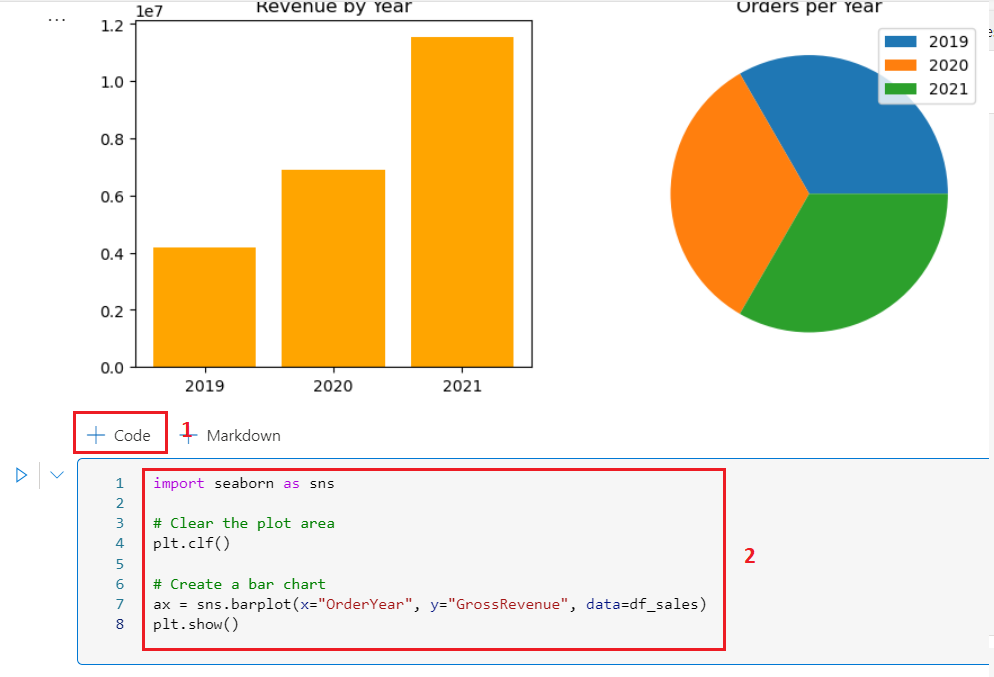 ...
1e7
Revenue by Year
1.2
1.0
0.8
0.6
0.4
0.2
0.0
2019 2020 2021
Orders per Year
2019
2020
2021
+ Code 1 + Markdown
1 import seaborn as sns
2
3 # Clear the plot area
4 plt.clf()
5
6 # Create a bar chart
7 ax = sns.barplot(x="OrderYear", y="GrossRevenue", data=df_sales)
8 plt.show()
2